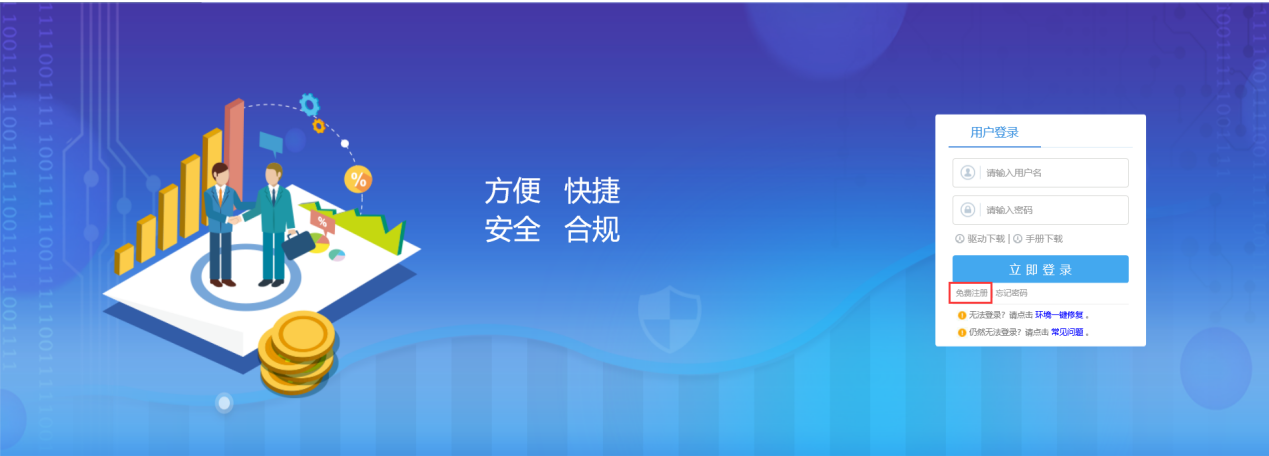 方便 快捷
安全 合规
用户登录
请输入用户名
请输入密码
驱动下载 | 手册下载
立即登录
免费注册 忘记密码
无法登录？请点击 环境一键修复 。
仍然无法登录？请点击 常见问题 。
%
%